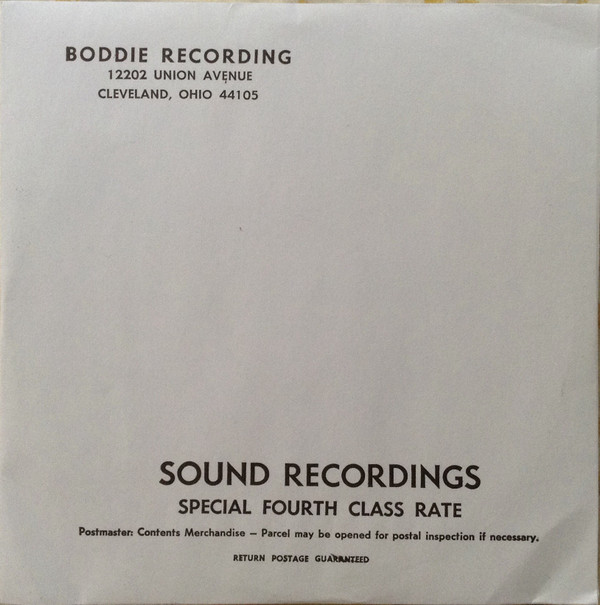 BODDIE RECORDING
12202 UNION AVENUE
CLEVELAND, OHIO 44105
SOUND RECORDINGS
SPECIAL FOURTH CLASS RATE
Postmaster: Contents Merchandise – Parcel may be opened for postal inspection if necessary.
RETURN POSTAGE GUARANTEED